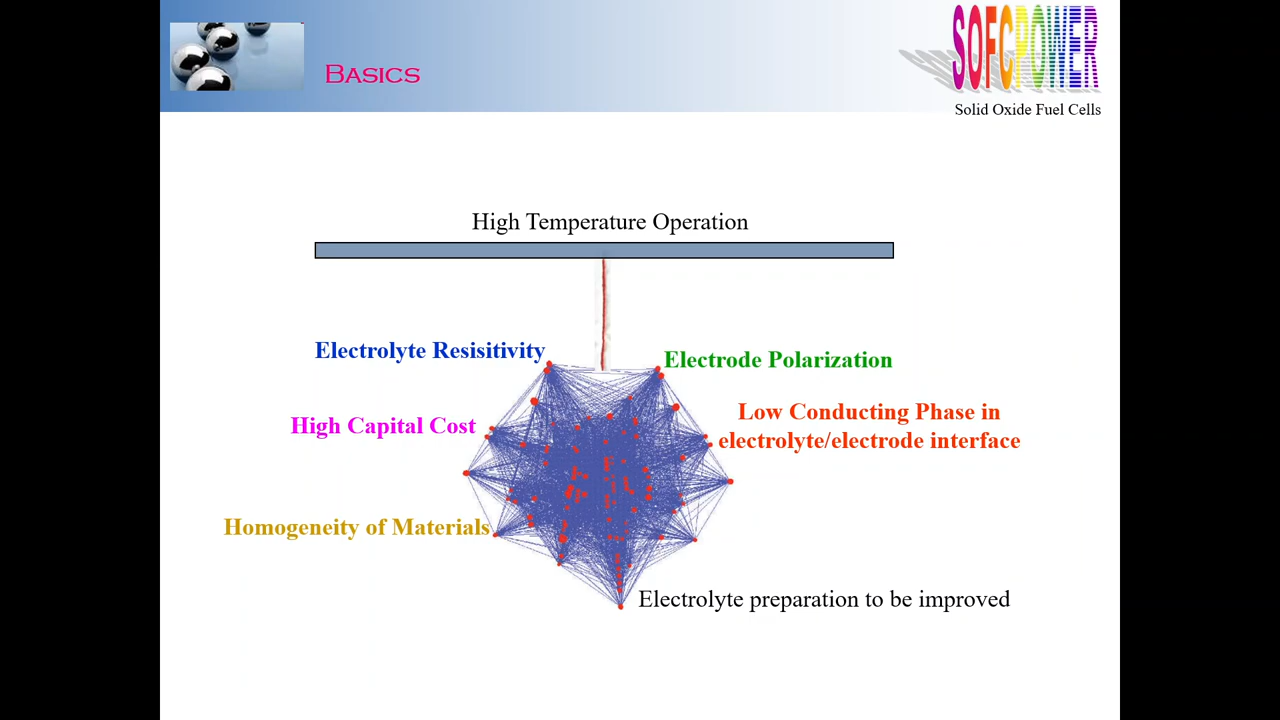 BASICS
SOFCPOWER
Solid Oxide Fuel Cells
High Temperature Operation
Electrolyte Resisitivity
Electrode Polarization
High Capital Cost
Low Conducting Phase in
electrolyte/electrode interface
Homogeneity of Materials
Electrolyte preparation to be improved